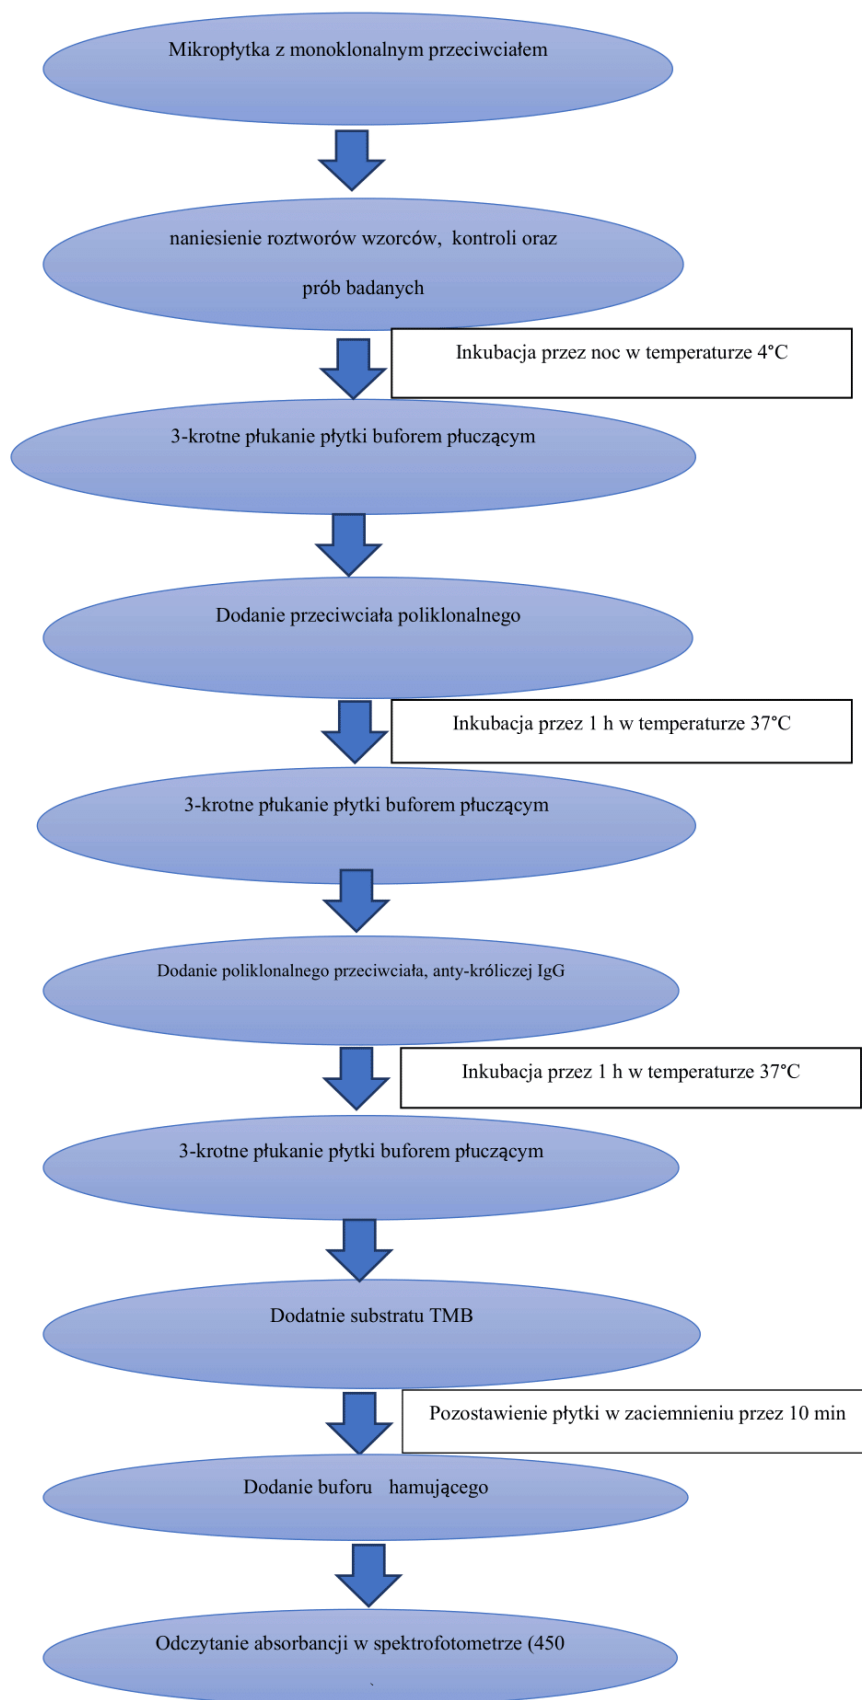 Mikropłytka z monoklonalnym przeciwciałem
naniesienie roztworów wzorców, kontroli oraz
prób badanych
Inkubacja przez noc w temperaturze 4°C
3-krotne płukanie płytki buforem płuczącym
Dodanie przeciwciała poliklonalnego
Inkubacja przez 1 h w temperaturze 37°C
3-krotne płukanie płytki buforem płuczącym
Dodanie poliklonalnego przeciwciała, anty-króliczej IgG
Inkubacja przez 1 h w temperaturze 37°C
3-krotne płukanie płytki buforem płuczącym
Dodatnie substratu TMB
Pozostawienie płytki w zaciemnieniu przez 10 min
Dodanie buforu hamującego
Odczytanie absorbancji w spektrofotometrze (450